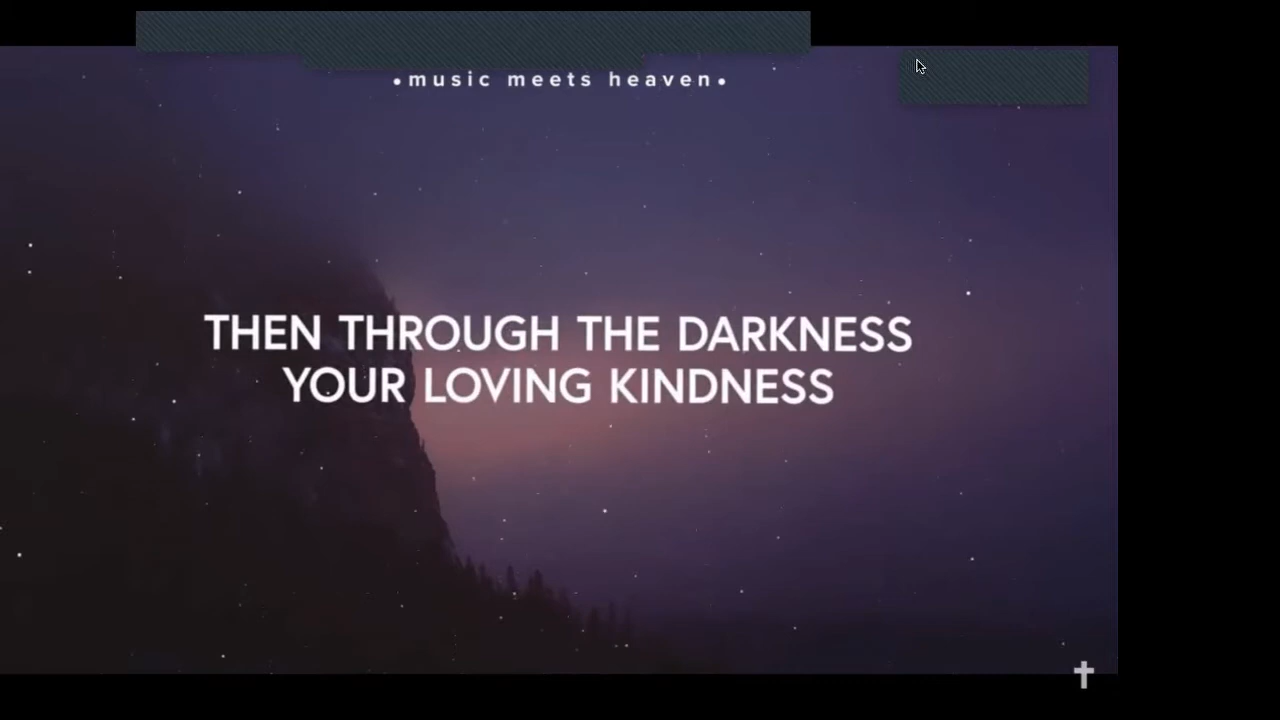 •music meets heaven•
THEN THROUGH THE DARKNESS
YOUR LOVING KINDNESS